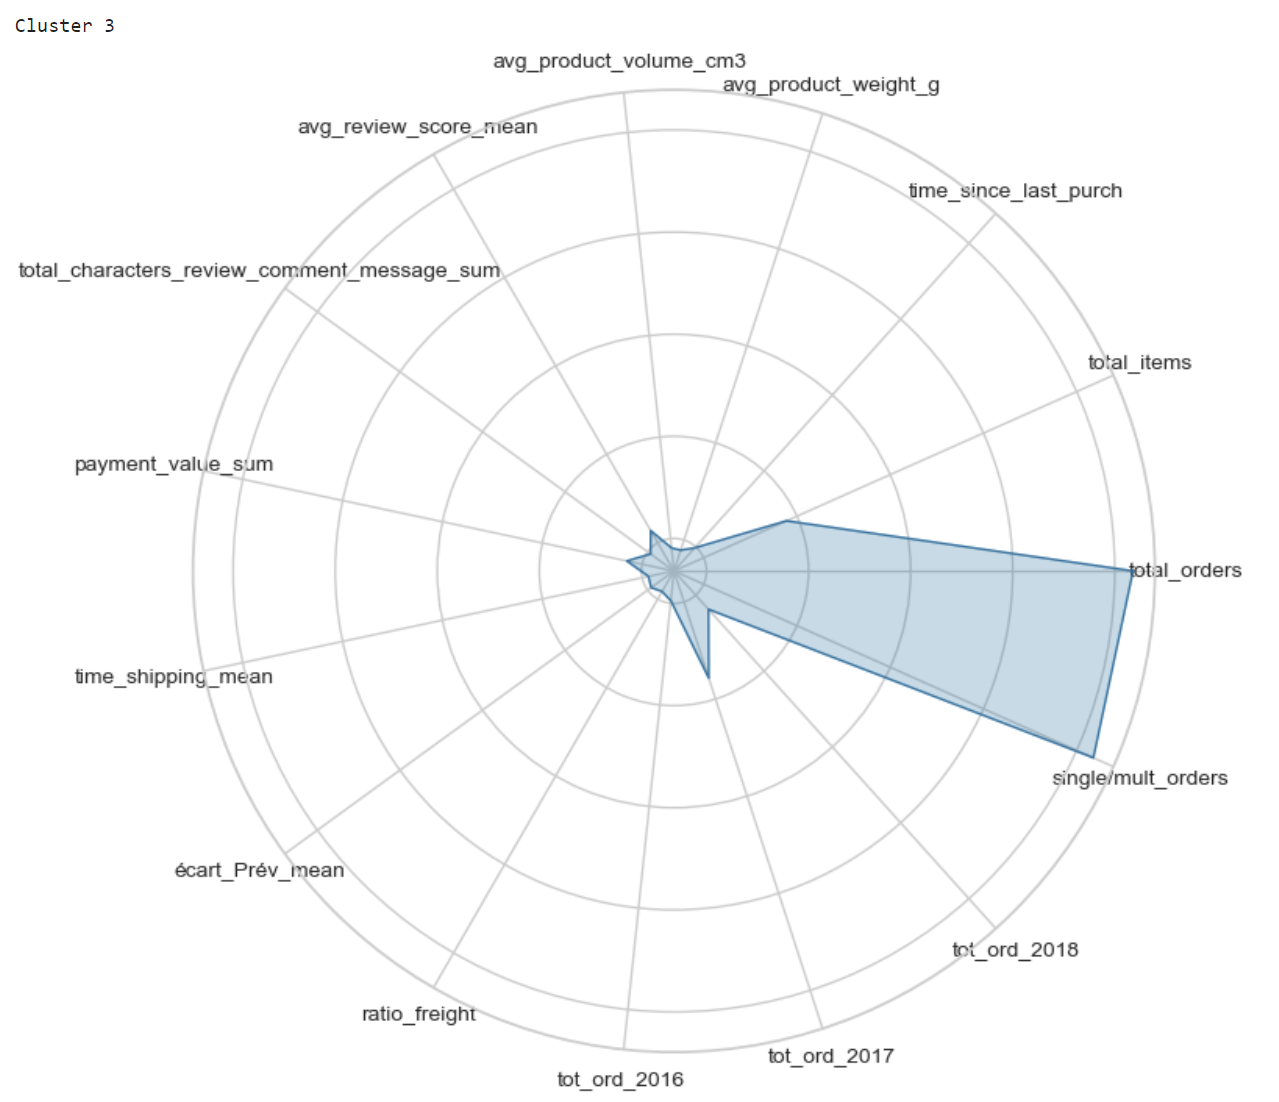 Cluster 3
avg_product_volume_cm3
avg_product_weight_g
avg_review_score_mean
time_since_last_purch
total_characters_review_comment_message_sum
total_items
payment_value_sum
total_orders
time_shipping_mean
single/mult_orders
écart_Prév_mean
tot_ord_2018
ratio_freight
tot_ord_2017
tot_ord_2016